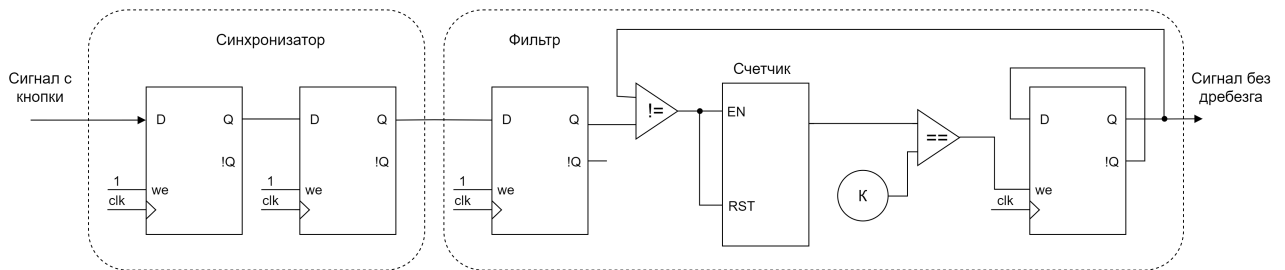 Синхронизатор
Фильтр
Сигнал с
кнопки
Счетчик
Сигнал без
дребезга
D
Q
!Q
1
we
clk
D
Q
!Q
1
we
clk
D
Q
!Q
1
we
clk
!=
EN
RST
==
К
D
Q
!Q
we
clk